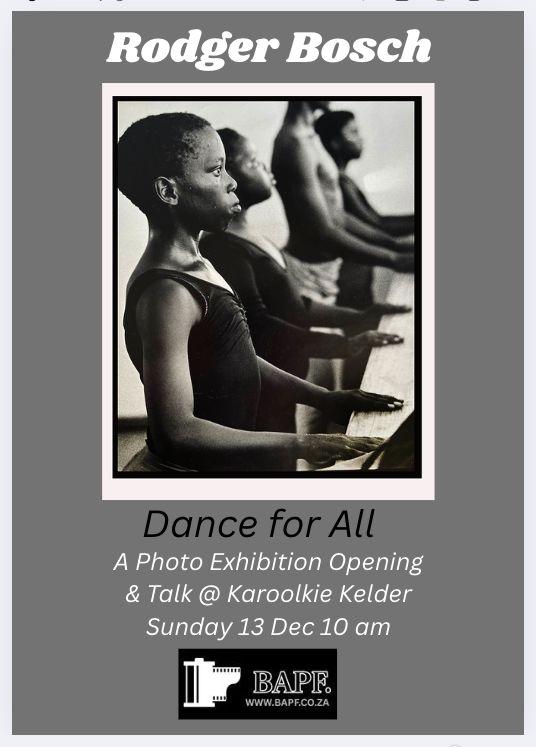 Rodger Bosch
Dance for All
A Photo Exhibition Opening
& Talk @ Karoolkie Kelder
Sunday 13 Dec 10 am
BAPF.
WWW.BAPF.CO.ZA